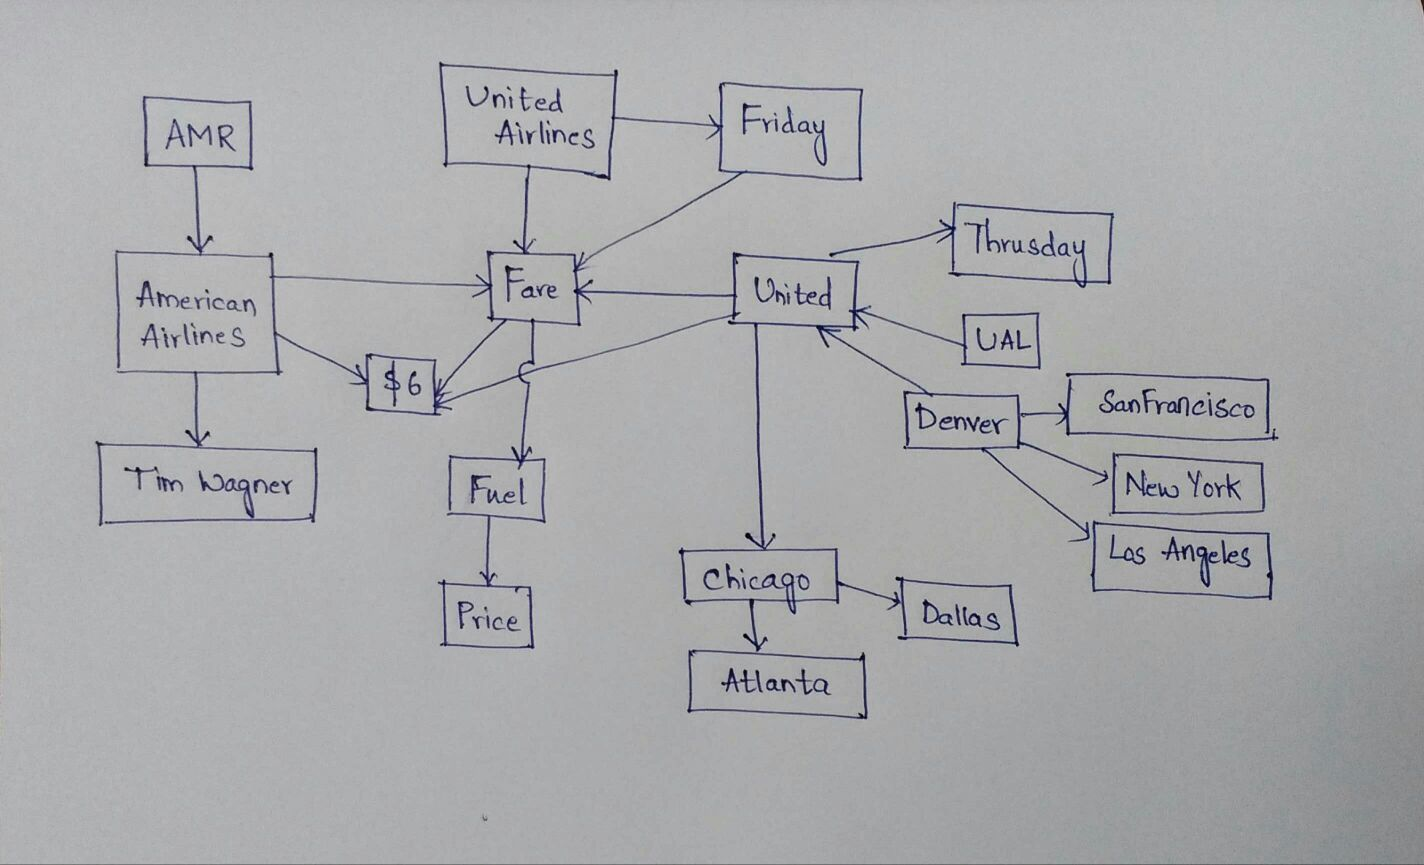 United
Airlines
Friday
AMR
Thrusday
American
Airlines
Fare
United
UAL
$6
SanFrancisco
Denver
Tim Wagner
Fuel
New York
Los Angeles
Chicago
Price
Dallas
Atlanta